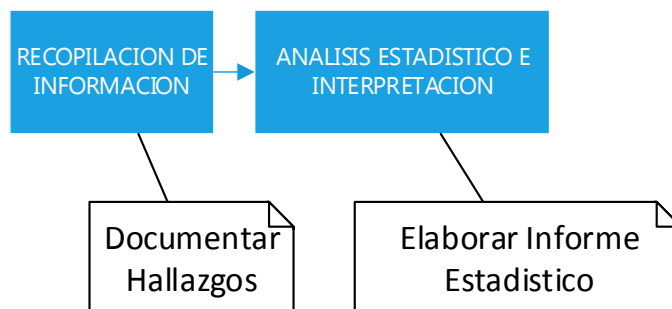 RECOPILACION DE
INFORMACION
ANALISIS ESTADISTICO E
INTERPRETACION
Documentar
Hallazgos
Elaborar Informe
Estadistico